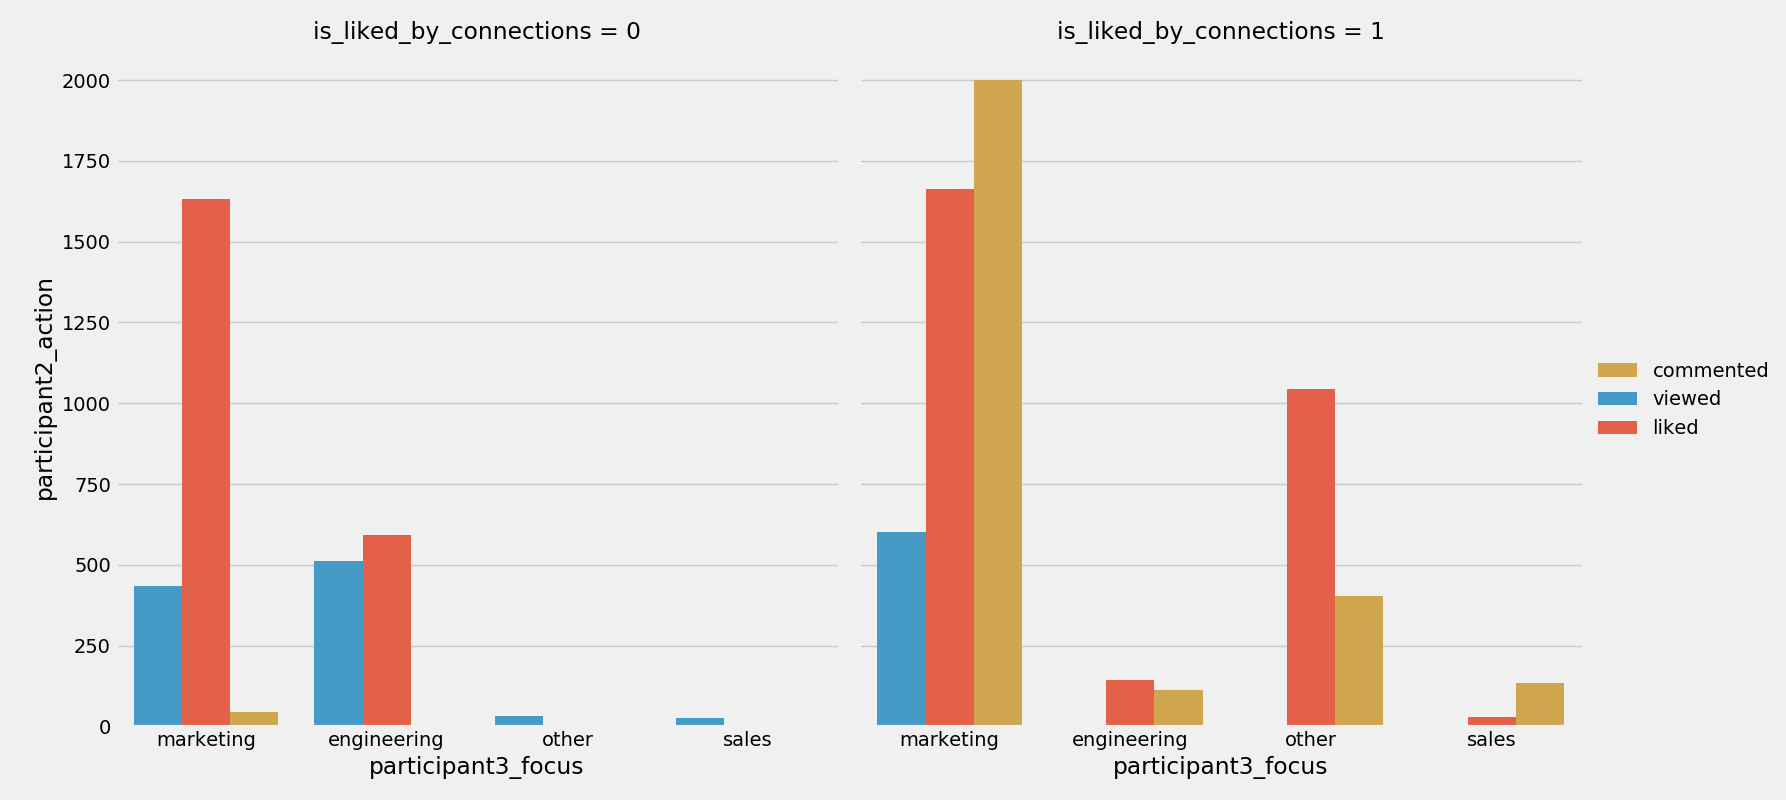 is_liked_by_connections = 0
is_liked_by_connections = 1
participant2_action
2000
1750
1500
1250
1000
750
500
250
0
marketing engineering other sales
marketing engineering other sales
participant3_focus
participant3_focus
commented
viewed
liked